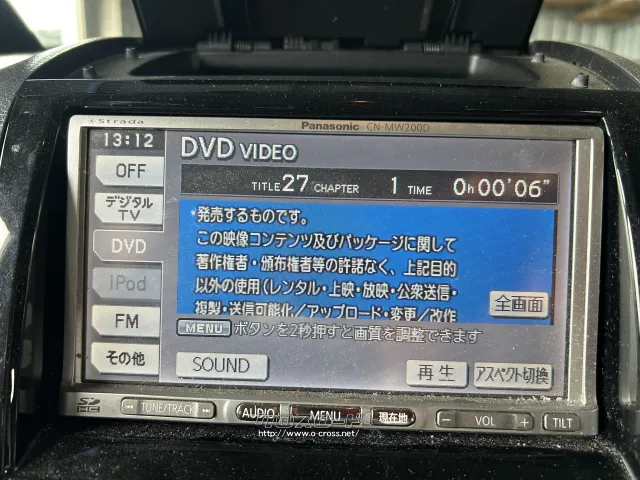 Strada
Panasonic CN-MW200D
13:12
DVD VIDEO
OFF
TITLE 27 CHAPTER 1 TIME 0h00'06"
デジタル
TV
発売するものです。
DVD
この映像コンテンツ及びパッケージに関して
著作権者・頒布権者等の許諾なく、上記目的
iPod
以外の使用(レンタル・上映・放映・公衆送信・
全画面
複製・送信可能化/アップロード・変更/改作
FM
MENU ボタンを2秒押すと画質を調整できます
その他
SOUND
再生
アスペクト切換
SD
HC
TUNE/TRACK
AUDIO
MENU
現在地
− VOL +
TILT
http://www.o-cross.net/